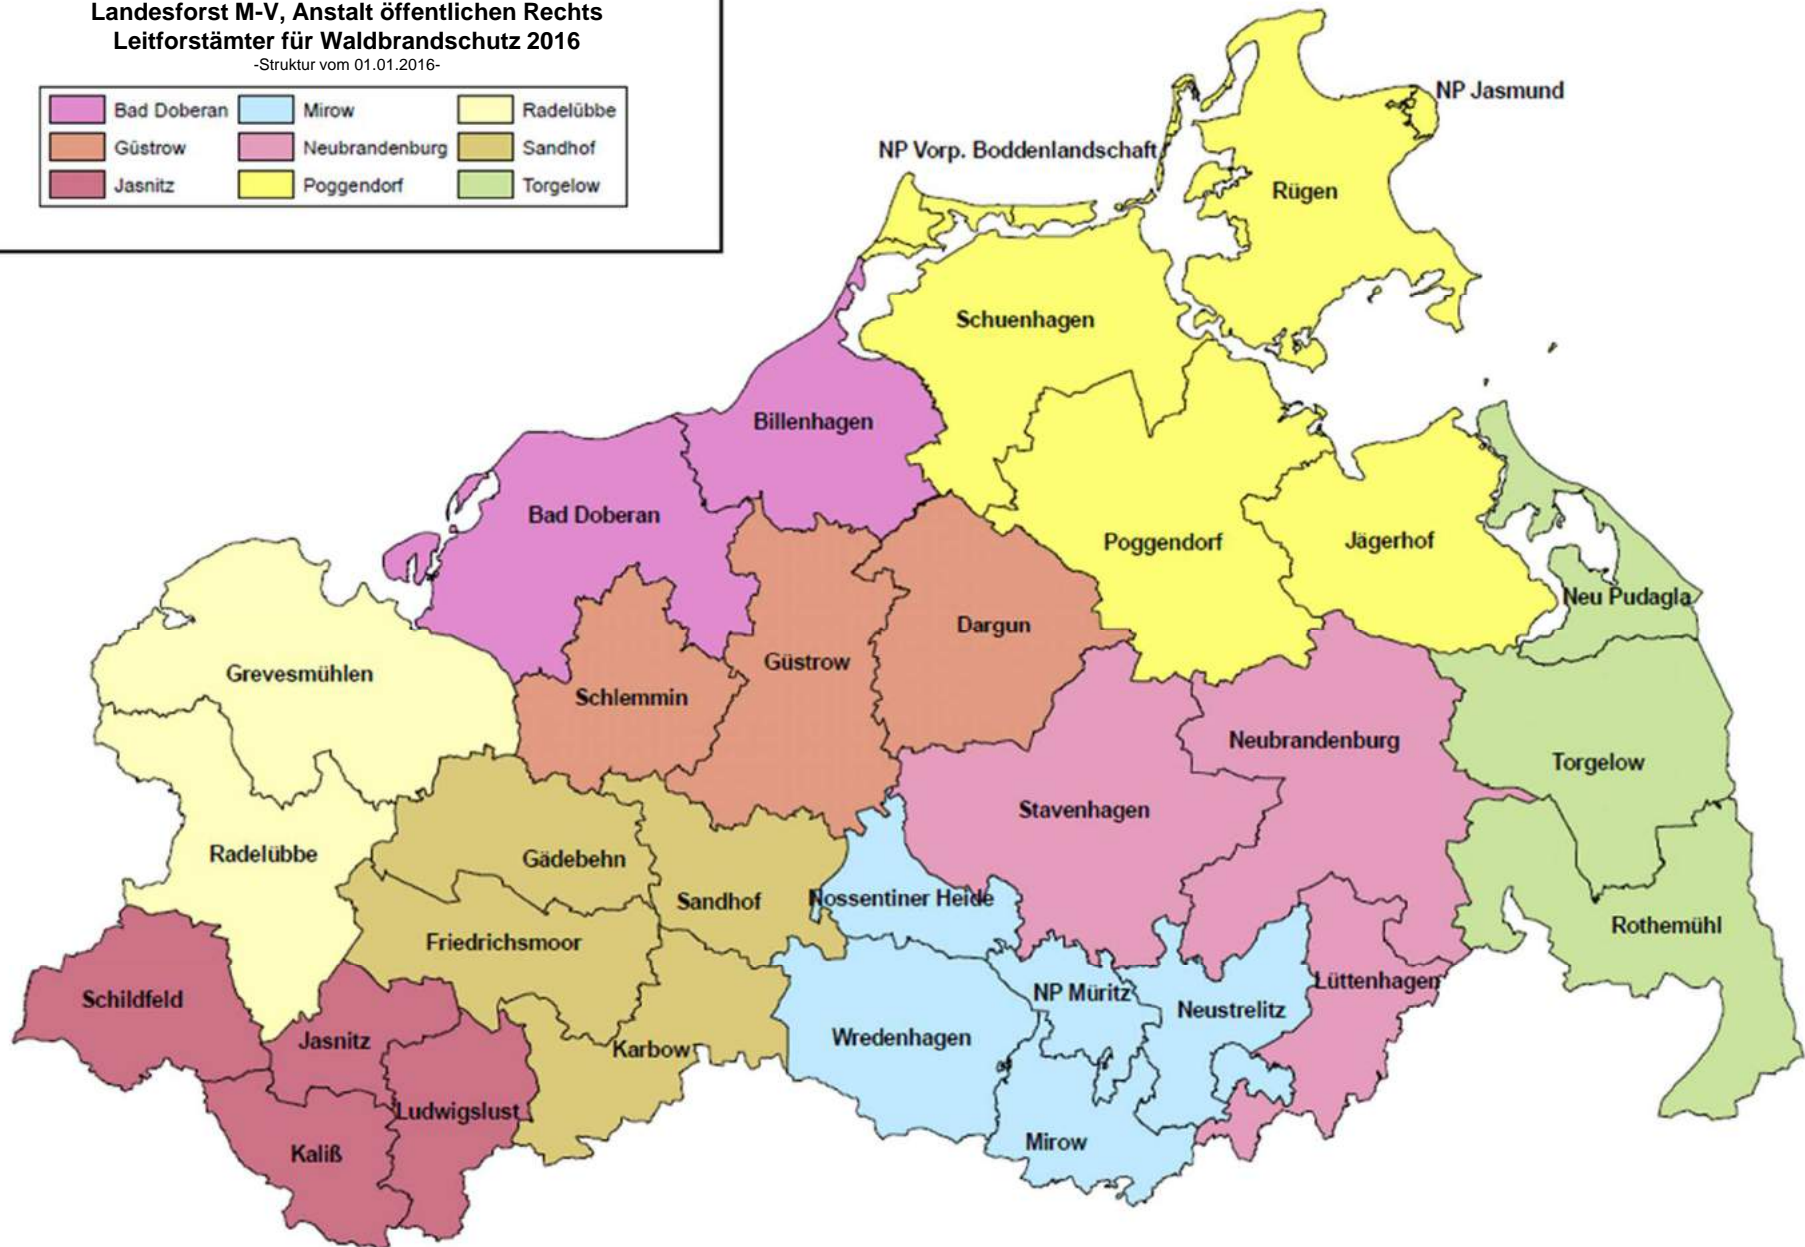 Landesforst M-V, Anstalt öffentlichen Rechts
Leitforstämter für Waldbrandschutz 2016
-Struktur vom 01.01.2016-
Bad Doberan Mirow Radelübbe
Güstrow Neubrandenburg Sandhof
Jasnitz Poggendorf Torgelow
NP Jasmund
NP Vorp. Boddenlandschaft
Rügen
Schuenhagen
Billenhagen
Bad Doberan
Poggendorf
Jägerhof
Neu Pudagla
Dargun
Güstrow
Grevesmühlen
Schlemmin
Neubrandenburg
Torgelow
Stavenhagen
Radelübbe
Gädebehn
Sandhof
Nossentiner Heide
Rothemühl
Friedrichsmoor
Lüttenhagen
Schildfeld
NP Müritz
Neustrelitz
Jasnitz
Wredenhagen
Karbow
Ludwigslust
Mirow
Kaliß